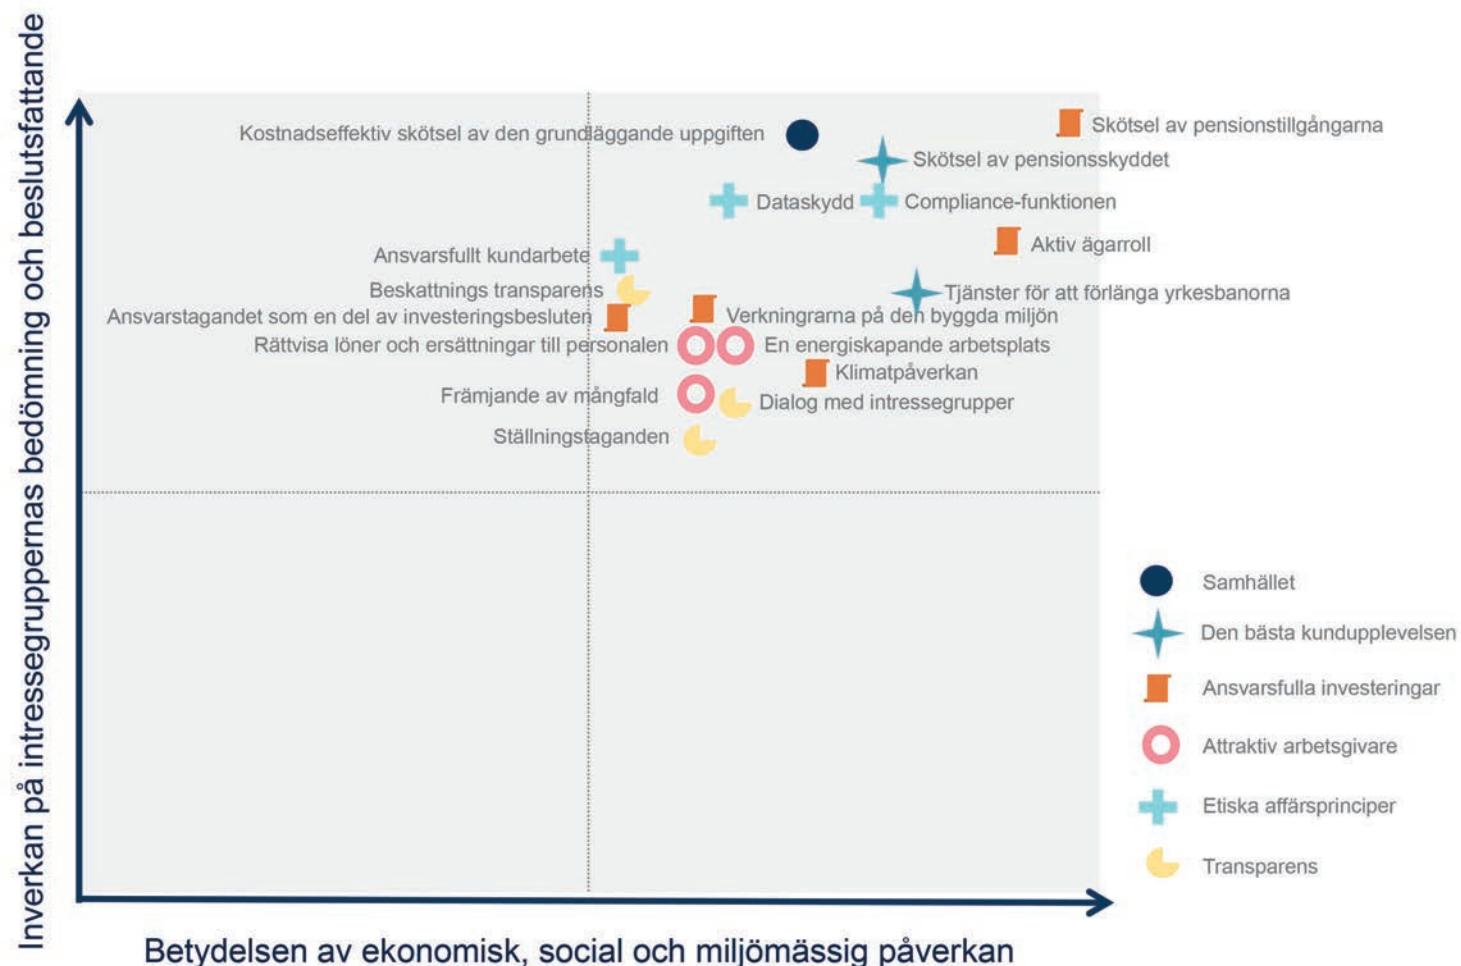 Inverkan på intressegruppernas bedömning och beslutsfattande
Kostnadseffektiv skötsel av den grundläggande uppgiften
Skötsel av pensionstillgångarna
Skötsel av pensionsskyddet
Dataskydd
Compliance-funktionen
Aktiv ägarroll
Ansvarsfullt kundarbete
Beskattnings transparens
Tjänster för att förlänga yrkesbanorna
Ansvarstagandet som en del av investeringsbesluten
Verkningrarna på den byggda miljön
Rättvisa löner och ersättningar till personalen
En energiskapande arbetsplats
Klimatpåverkan
Främjande av mångfald
Dialog med intressegrupper
Ställningstaganden
Samhället
Den bästa kundupplevelsen
Ansvarsfulla investeringar
Attraktiv arbetsgivare
Etiska affärsprinciper
Transparens
Betydelsen av ekonomisk, social och miljömässig påverkan